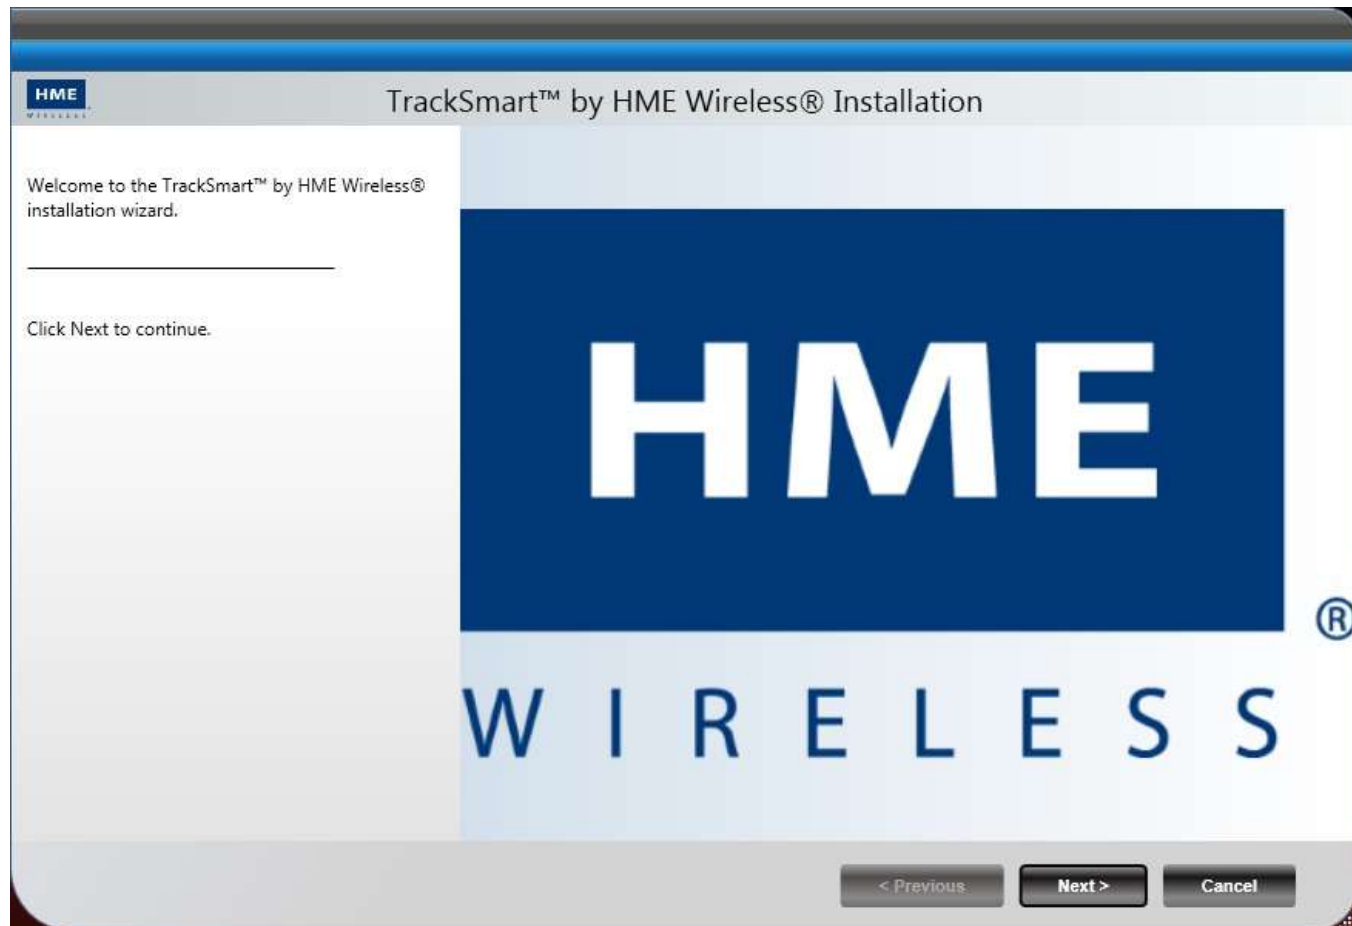 HME
WIRELESS
TrackSmart™ by HME Wireless® Installation
Welcome to the TrackSmart™ by HME Wireless®
installation wizard.
Click Next to continue.
HME
®
WIRELESS
< Previous
Next >
Cancel